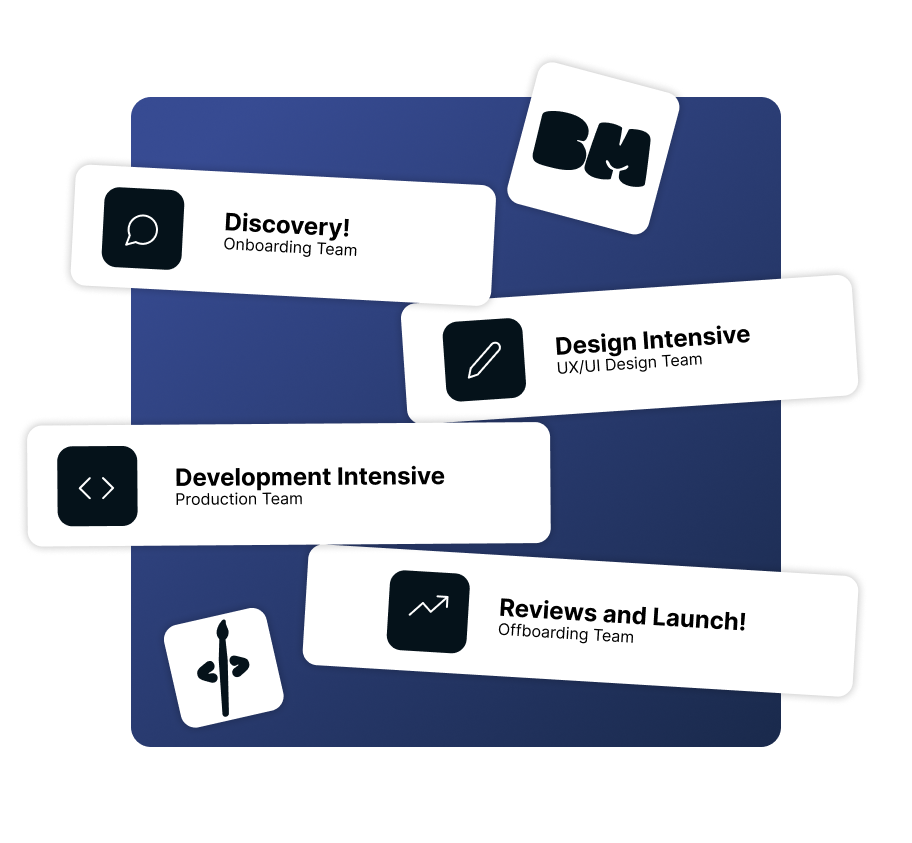 BM
Discovery!
Onboarding Team
Design Intensive
UX/UI Design Team
Development Intensive
Production Team
Reviews and Launch!
Offboarding Team